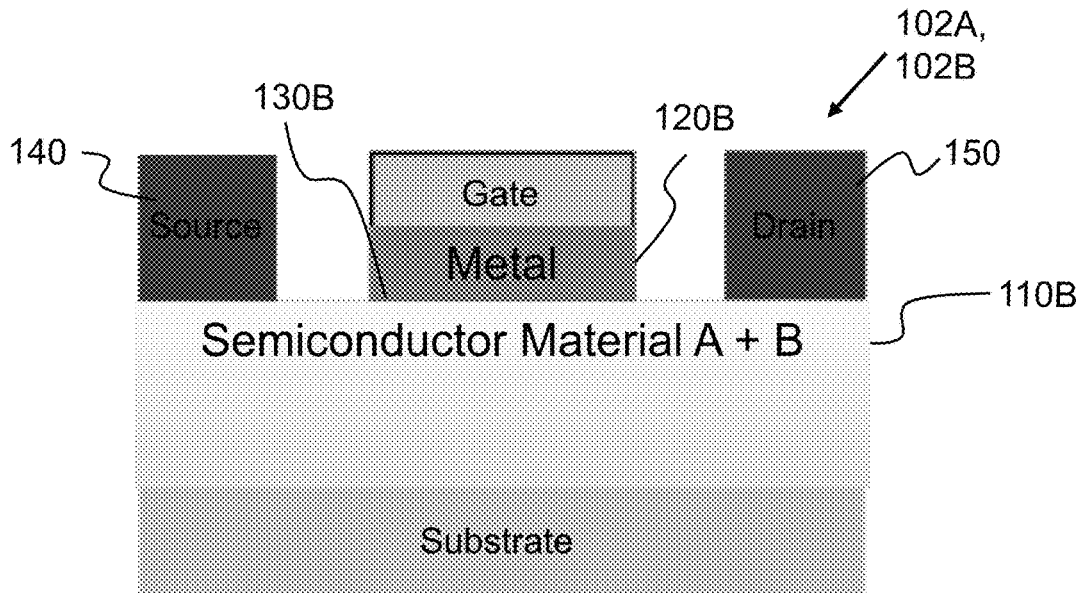 102A,
102B
130B
120B
140
150
Gate
Source
Drain
Metal
110B
Semiconductor Material A + B
Substrate